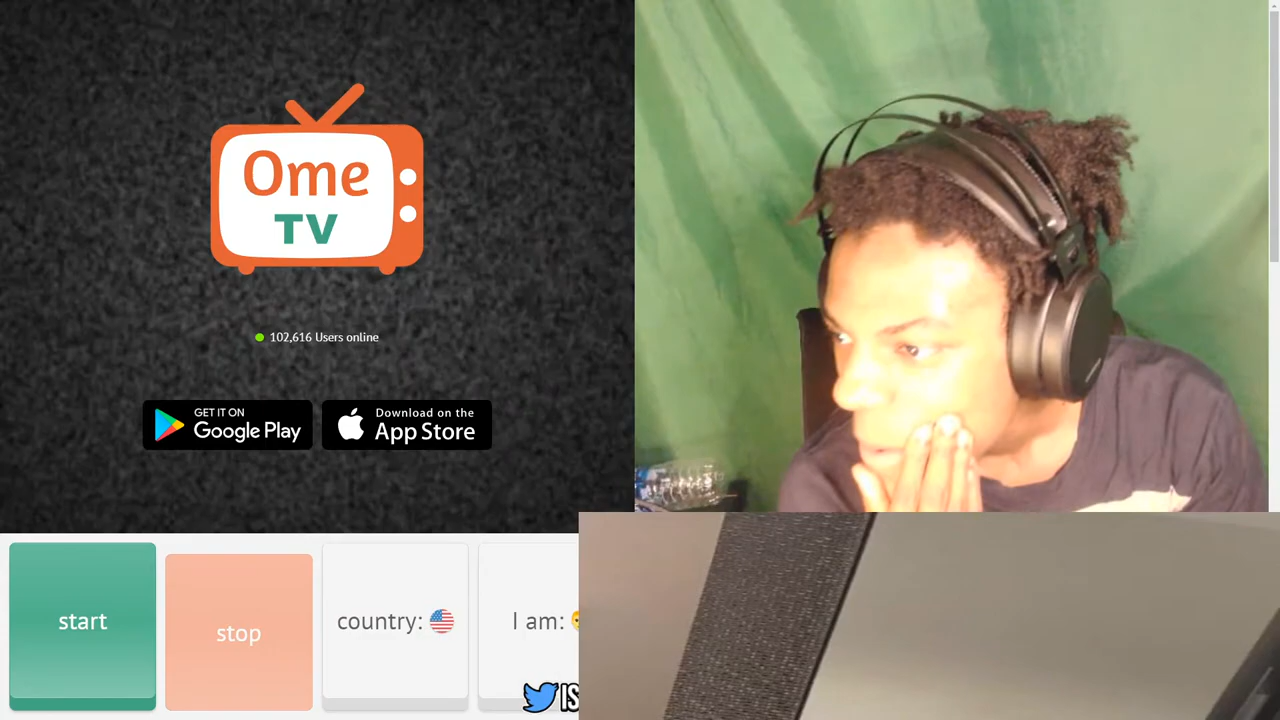 Ome
TV
102,616 Users online
GET IT ON
Google Play
Download on the
App Store
start
stop
country:
I am:
IS